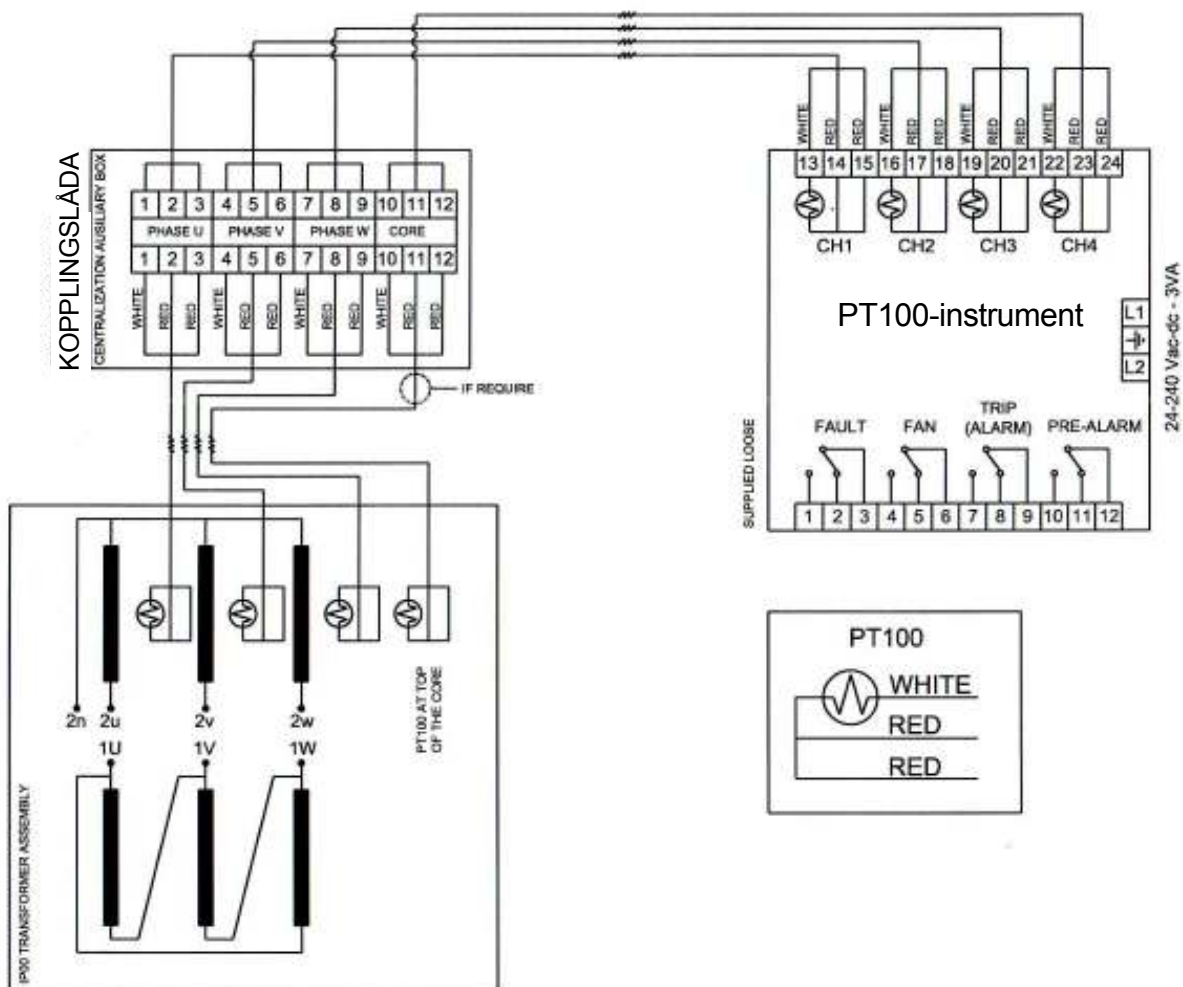 KOPPLINGSLÅDA
CENTRALIZATION AUSILIARY BOX
1 2 3 4 5 6 7 8 9 10 11 12
PHASE U PHASE V PHASE W CORE
1 2 3 4 5 6 7 8 9 10 11 12
WHITE RED RED WHITE RED RED WHITE RED RED WHITE RED RED
IF REQUIRE
WHITE RED RED WHITE RED RED WHITE RED RED WHITE RED RED
13 14 15 16 17 18 19 20 21 22 23 24
CH1 CH2 CH3 CH4
PT100-instrument
L1
L2
24-240 Vac-dc - 3VA
FAULT FAN TRIP (ALARM) PRE-ALARM
SUPPLIED LOOSE
1 2 3 4 5 6 7 8 9 10 11 12
2n 2u 2v 2w
1U 1V 1W
PT100 AT TOP
OF THE CORE
IP00 TRANSFORMER ASSEMBLY
PT100
WHITE
RED
RED